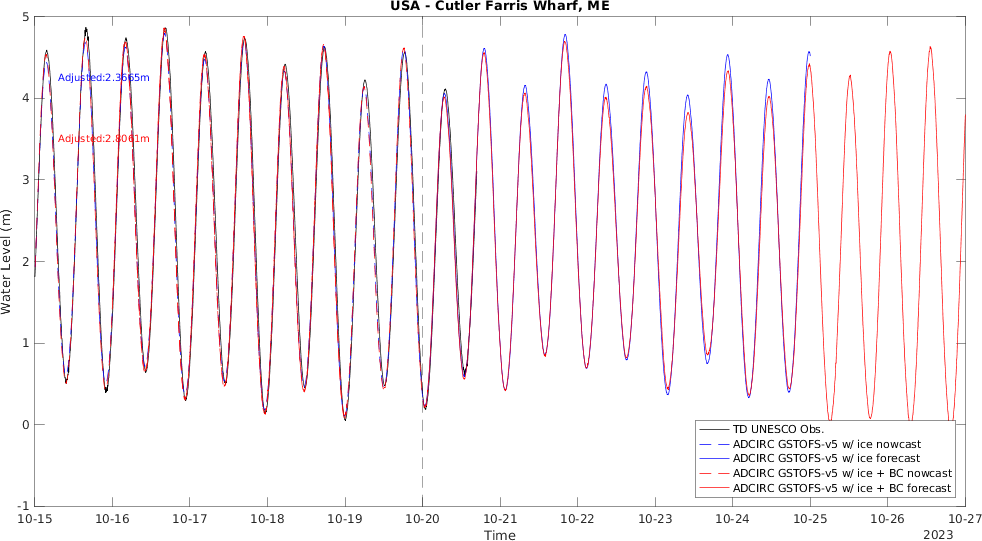 USA - Cutler Farris Wharf, ME
5
4
3
2
1
0
-1
Water Level (m)
Adjusted:2.3665m
Adjusted:2.8061m
TD UNESCO Obs.
ADCIRC GSTOFS-v5 w/ ice nowcast
ADCIRC GSTOFS-v5 w/ ice forecast
ADCIRC GSTOFS-v5 w/ ice + BC nowcast
ADCIRC GSTOFS-v5 w/ ice + BC forecast
10-15 10-16 10-17 10-18 10-19 10-20 10-21 10-22 10-23 10-24 10-25 10-26 10-27
Time
2023